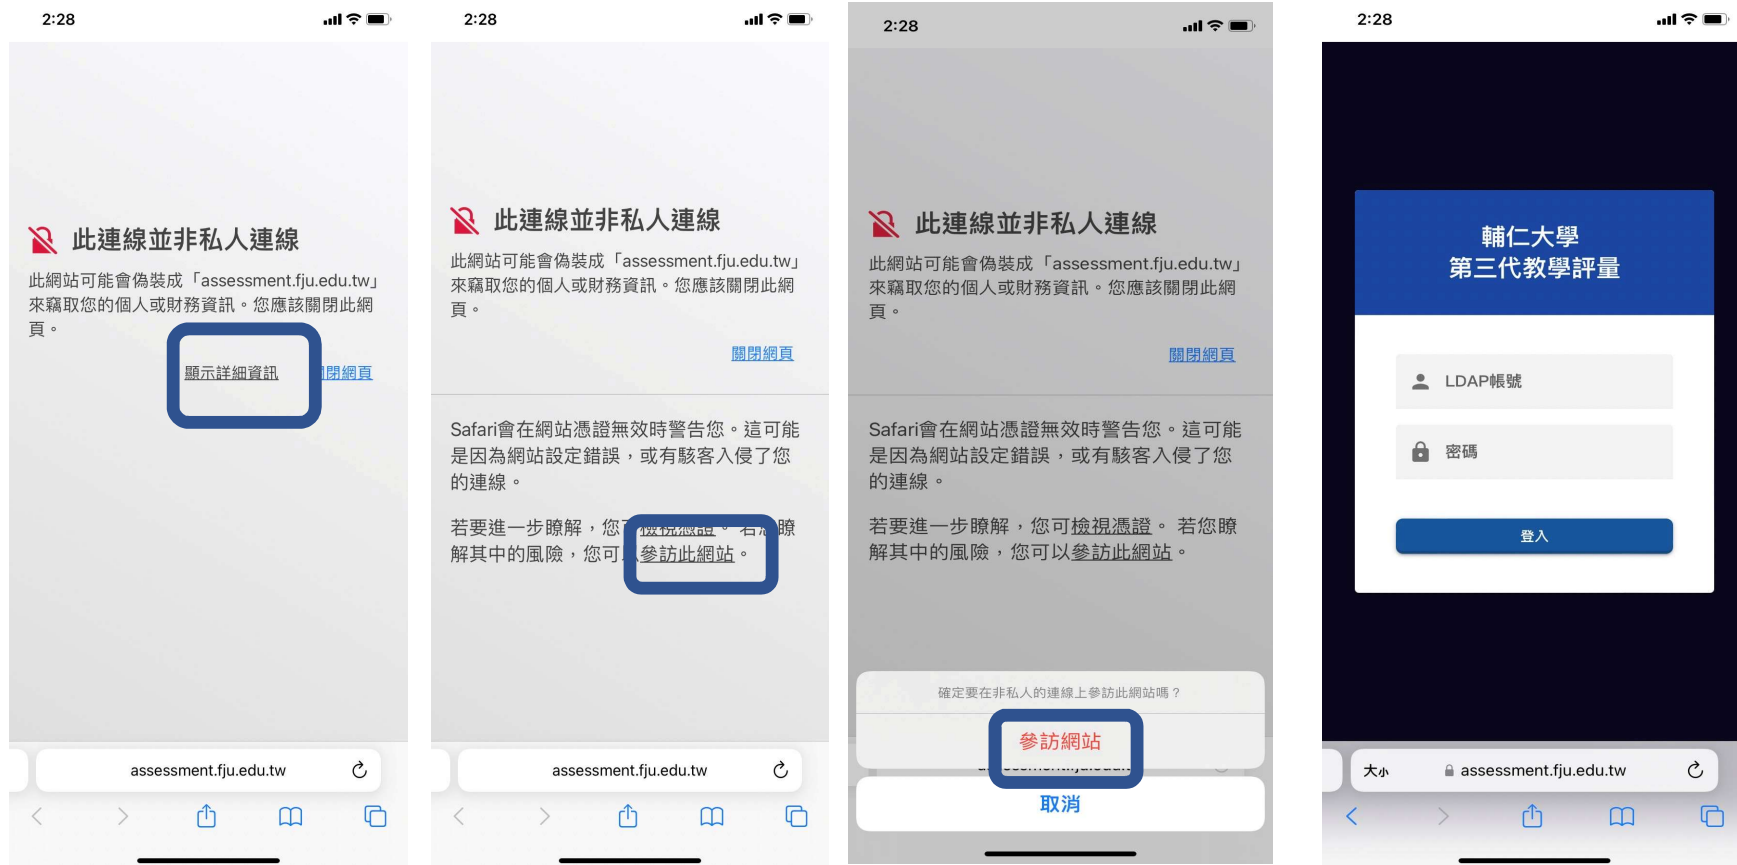 2:28
此連線並非私人連線
此網站可能會偽裝成「assessment.fju.edu.tw」
來竊取您的個人或財務資訊。您應該關閉此網
頁。
顯示詳細資訊
閉網頁
assessment.fju.edu.tw
2:28
此連線並非私人連線
此網站可能會偽裝成「assessment.fju.edu.tw」
來竊取您的個人或財務資訊。您應該關閉此網
頁。
關閉網頁
Safari會在網站憑證無效時警告您。這可能
是因為網站設定錯誤，或有駭客入侵了您
的連線。
若要進一步瞭解，您可檢視憑證。 若您瞭
解其中的風險，您可以參訪此網站。
assessment.fju.edu.tw
2:28
此連線並非私人連線
此網站可能會偽裝成「assessment.fju.edu.tw」
來竊取您的個人或財務資訊。您應該關閉此網
頁。
關閉網頁
Safari會在網站憑證無效時警告您。這可能
是因為網站設定錯誤，或有駭客入侵了您
的連線。
若要進一步瞭解，您可檢視憑證。 若您瞭
解其中的風險，您可以參訪此網站。
確定要在非私人的連線上參訪此網站嗎？
參訪網站
取消
2:28
輔仁大學
第三代教學評量
LDAP帳號
密碼
登入
大小 assessment.fju.edu.tw